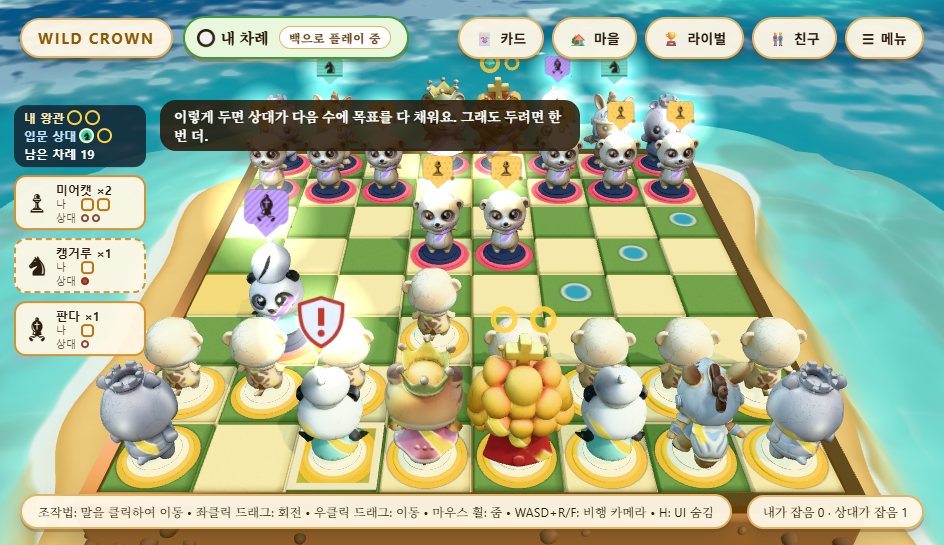 WILD CROWN
내 차례
백으로 플레이 중
카드
마을
라이벌
친구
메뉴
내 왕관
입문 상대
남은 차례 19
이렇게 두면 상대가 다음 수에 목표를 다 채워요. 그래도 두려면 한
번 더.
미어캣 ×2
나
상대
캥거루 ×1
나
상대
판다 ×1
나
상대
조작법: 말을 클릭하여 이동 • 좌클릭 드래그: 회전 • 우클릭 드래그: 이동 • 마우스 휠: 줌 • WASD+R/F: 비행 카메라 • H: UI 숨김
내가 잡음 0 · 상대가 잡음 1